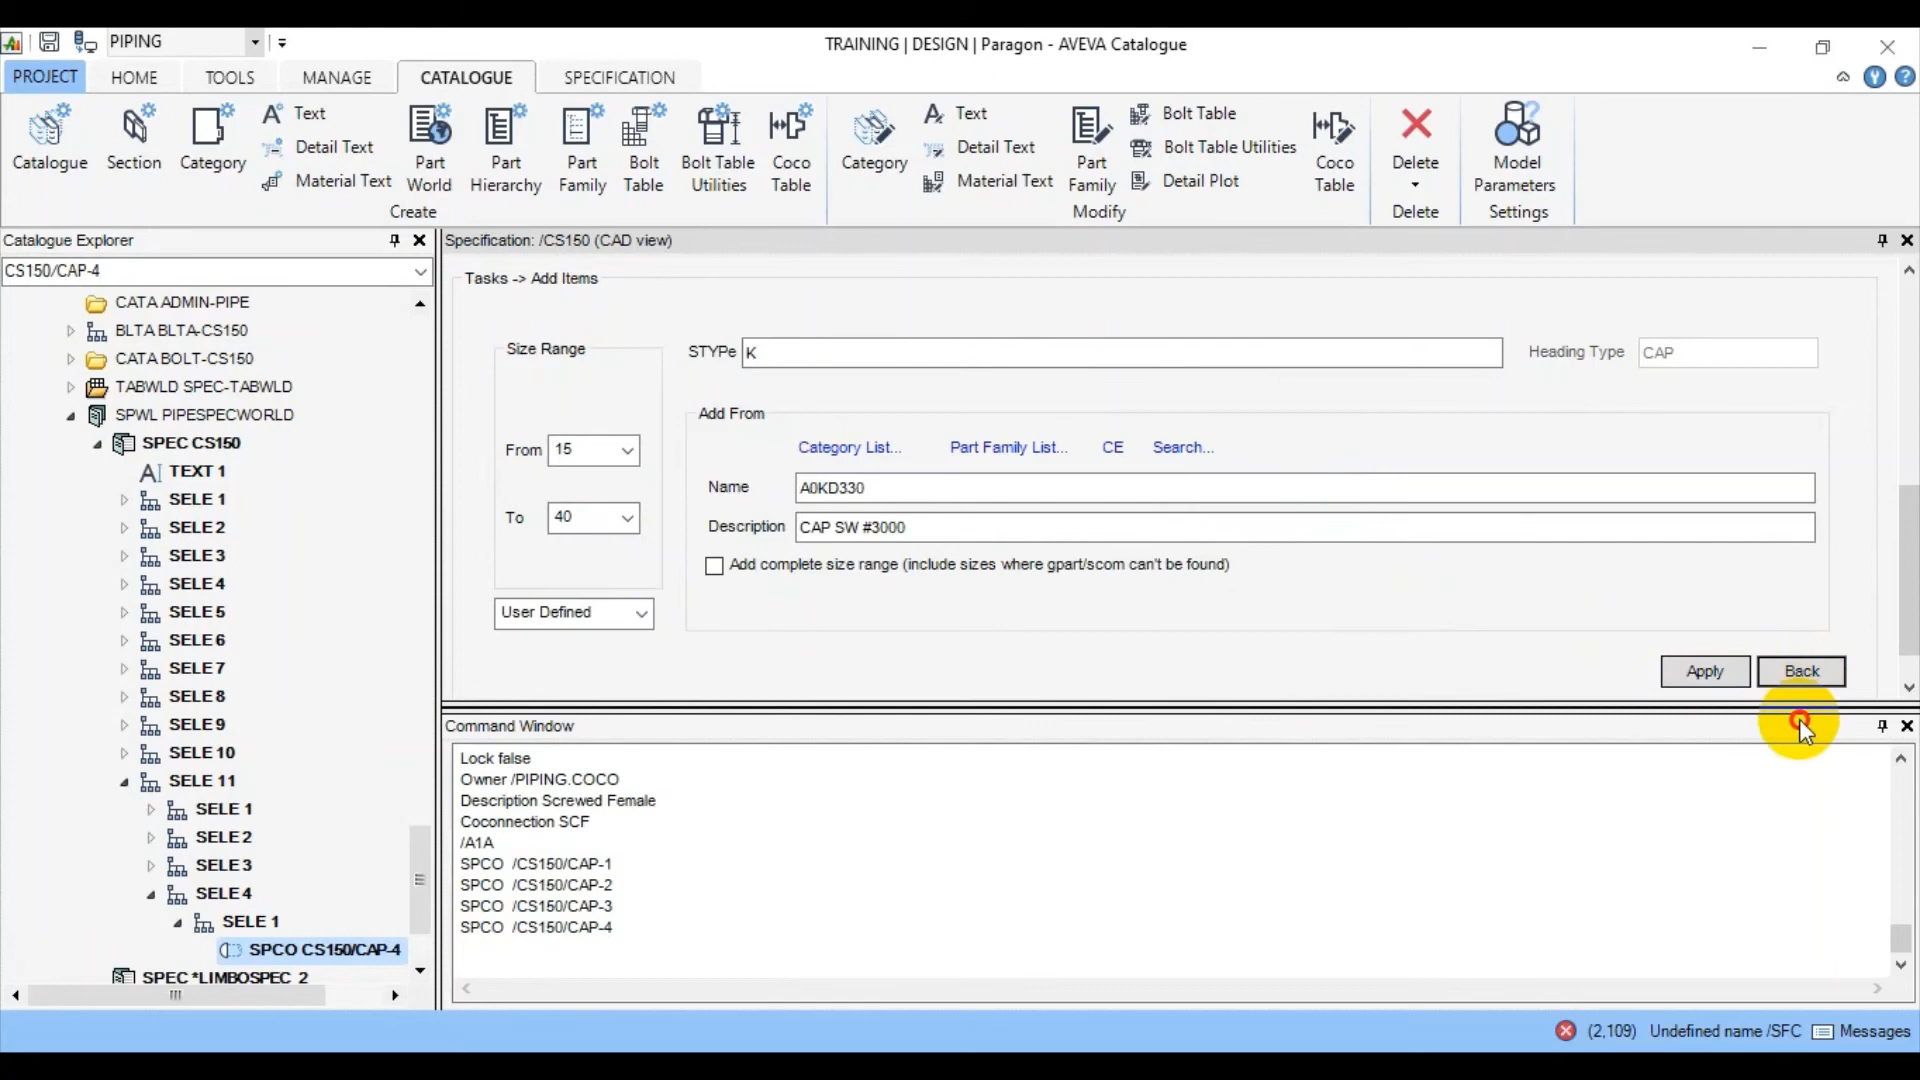 PIPING
TRAINING | DESIGN | Paragon - AVEVA Catalogue
PROJECT HOME TOOLS MANAGE CATALOGUE SPECIFICATION
Catalogue
Section
Category
Text
Detail Text
Material Text
Part World
Part Hierarchy
Part Family
Bolt Table
Bolt Table Utilities
Coco Table
Create
Category
Text
Detail Text
Material Text
Part Family
Bolt Table
Bolt Table Utilities
Detail Plot
Coco Table
Modify
Delete
Delete
Model Parameters
Settings
Catalogue Explorer
CS150/CAP-4
CATA ADMIN-PIPE
BLTA BLTA-CS150
CATA BOLT-CS150
TABWLD SPEC-TABWLD
SPWL PIPESPECWORLD
SPEC CS150
TEXT 1
SELE 1
SELE 2
SELE 3
SELE 4
SELE 5
SELE 6
SELE 7
SELE 8
SELE 9
SELE 10
SELE 11
SELE 1
SELE 2
SELE 3
SELE 4
SELE 1
SPCO CS150/CAP-4
SPEC *LIMBOSPEC_2
Specification: /CS150 (CAD view)
Tasks -> Add Items
Size Range
From 15
To 40
User Defined
STYPe K
Heading Type CAP
Add From
Category List... Part Family List... CE Search...
Name A0KD330
Description CAP SW #3000
Add complete size range (include sizes where gpart/scom can't be found)
Apply Back
Command Window
Lock false
Owner /PIPING.COCO
Description Screwed Female
Coconnection SCF
/A1A
SPCO /CS150/CAP-1
SPCO /CS150/CAP-2
SPCO /CS150/CAP-3
SPCO /CS150/CAP-4
(2,109) Undefined name /SFC Messages